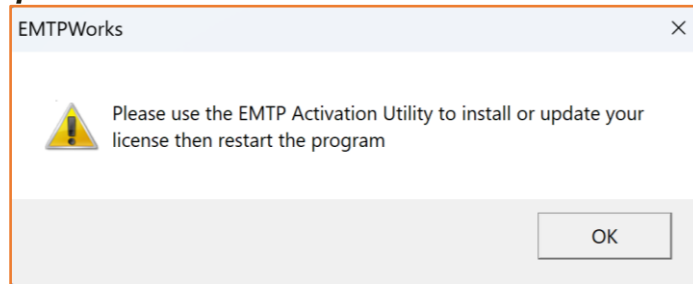 EMTPWorks
Please use the EMTP Activation Utility to install or update your
license then restart the program
OK